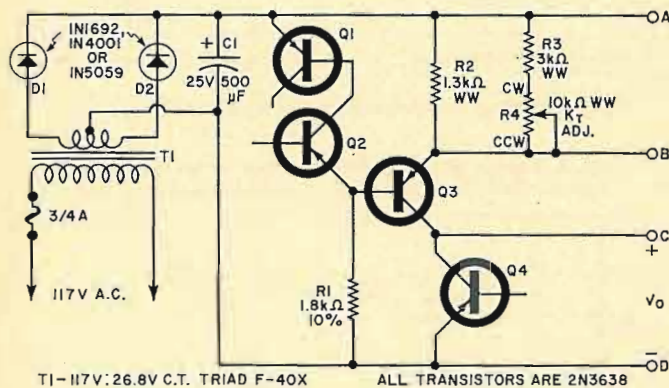 IN1692,
IN4001
OR
IN5059
D1
D2
+
C1
25V
500
μF
Q1
R2
1.3kΩ
WW
R3
3kΩ
WW
CW
R4
CCW
10kΩ WW
KT
ADJ.
A
B
Q2
Q3
T1
3/4A
C
+
Q4
Vo
R1
1.8kΩ
10%
117V A.C.
—
D
T1-117V:26.8V C.T. TRIAD F-40X
ALL TRANSISTORS ARE 2N3638